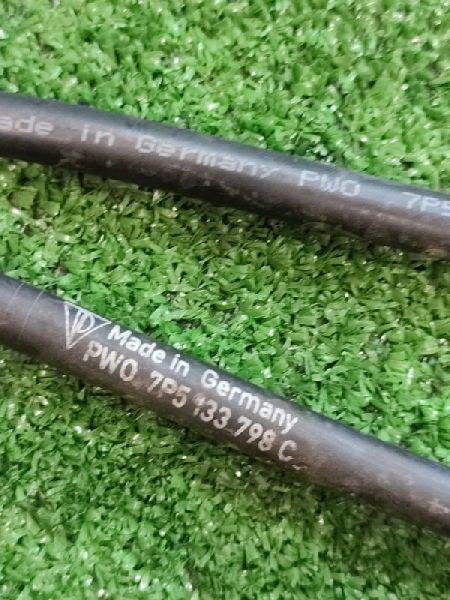 ade in Germany PWO 7P5
Made in Germany
PWO 7P5 133 798 C